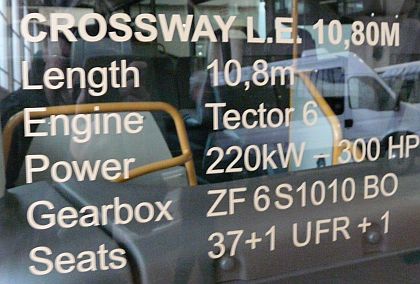 CROSSWAY L.E. 10,80M
Length 10,8m
Engine Tector 6
Power 220kW - 300 HP
Gearbox ZF 6S1010 BO
Seats 37+1 UFR + 1